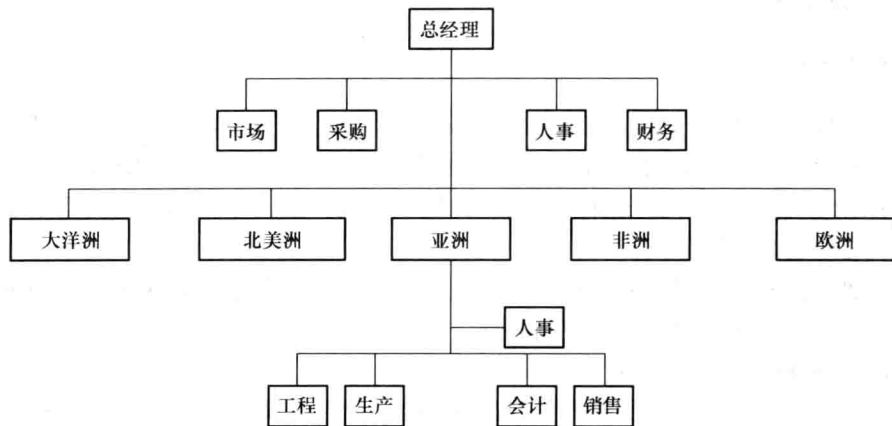 总经理
市场
采购
人事
财务
大洋洲
北美洲
亚洲
非洲
欧洲
人事
工程
生产
会计
销售